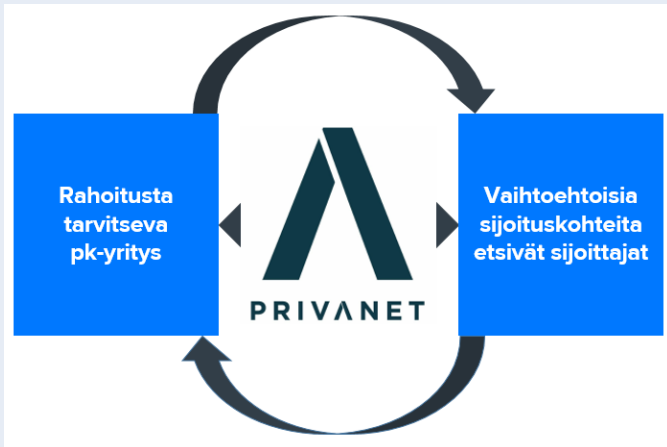 Rahoitusta
tarvitseva
pk-yritys
PRIVANET
Vaihtoehtoisia
sijoituskohteita
etsivät sijoittajat